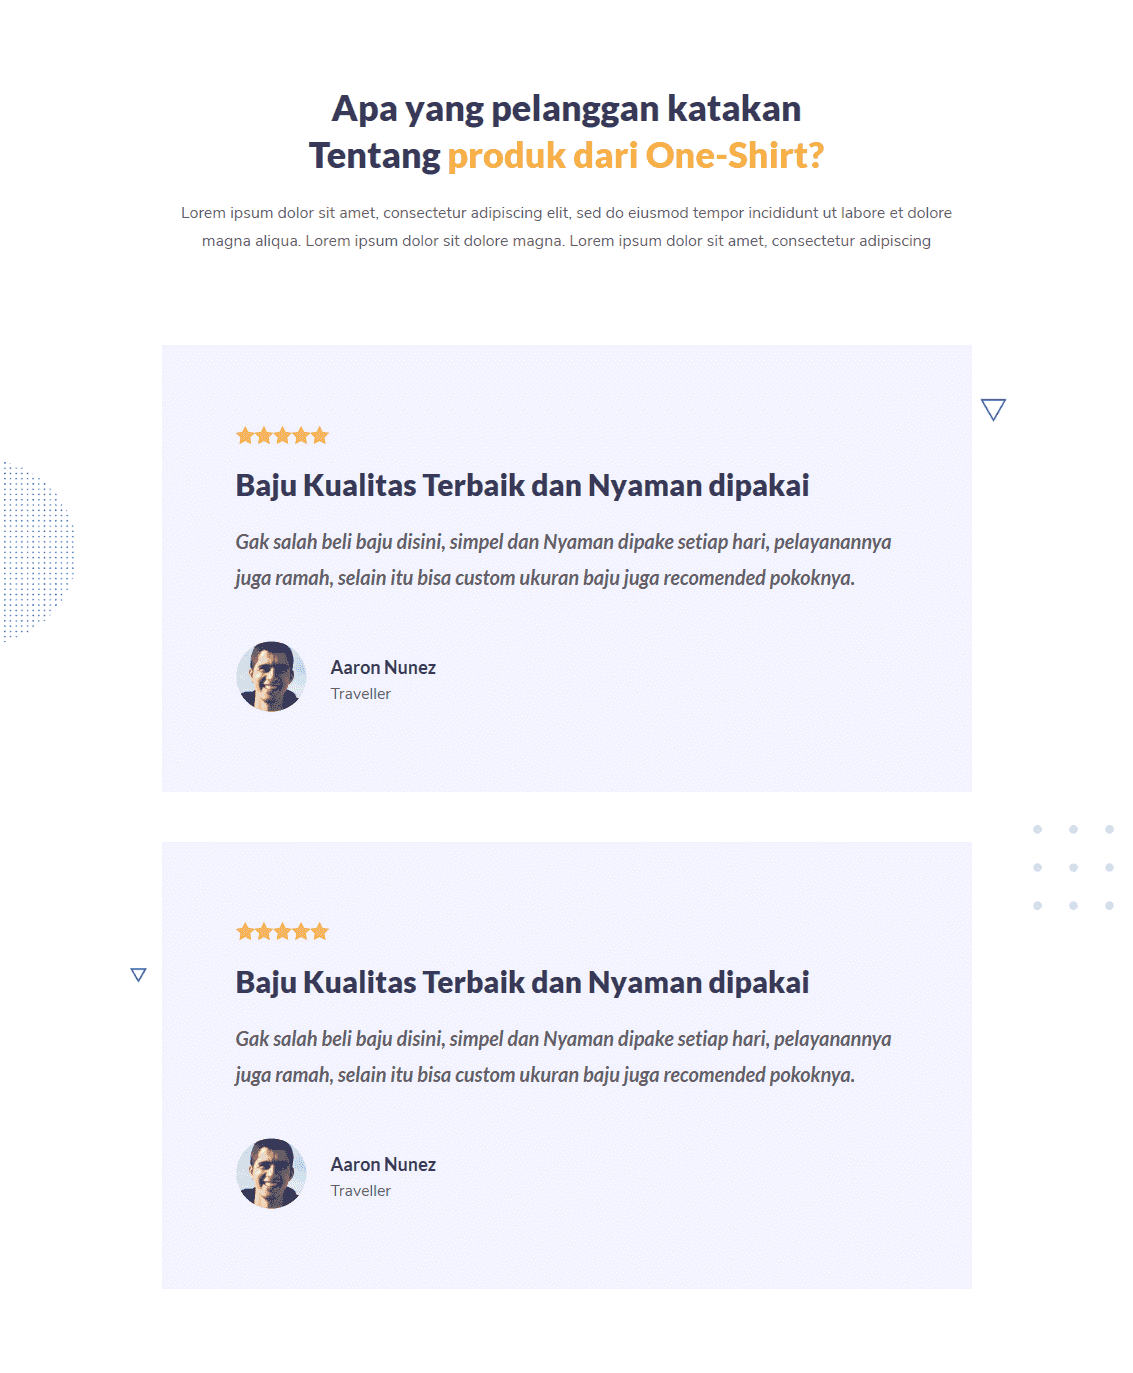 Apa yang pelanggan katakan
Tentang produk dari One-Shirt?
Lorem ipsum dolor sit amet, consectetur adipiscing elit, sed do eiusmod tempor incididunt ut labore et dolore
magna aliqua. Lorem ipsum dolor sit dolore magna. Lorem ipsum dolor sit amet, consectetur adipiscing
Baju Kualitas Terbaik dan Nyaman dipakai
Gak salah beli baju disini, simpel dan Nyaman dipake setiap hari, pelayanannya
juga ramah, selain itu bisa custom ukuran baju juga recomended pokoknya.
Aaron Nunez
Traveller
Baju Kualitas Terbaik dan Nyaman dipakai
Gak salah beli baju disini, simpel dan Nyaman dipake setiap hari, pelayanannya
juga ramah, selain itu bisa custom ukuran baju juga recomended pokoknya.
Aaron Nunez
Traveller